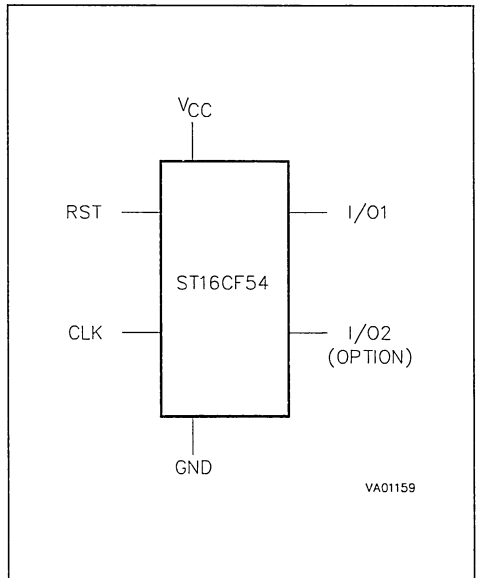 VCC
RST
I/O1
ST16CF54
CLK
I/O2
(OPTION)
GND
VA01159